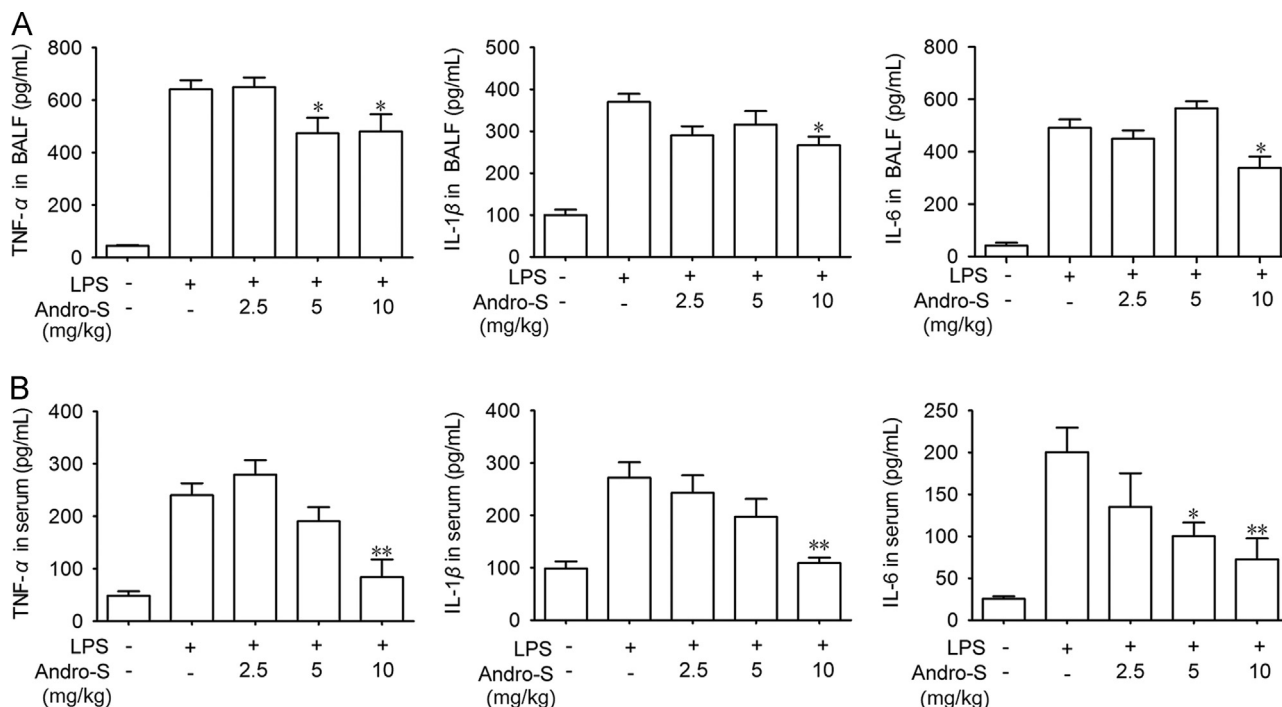 A
TNF-α in BALF (pg/mL)
800
600
400
200
0
* *
LPS - + + + +
Andro-S - - 2.5 5 10
(mg/kg)
IL-1β in BALF (pg/mL)
500
400
300
200
100
0
*
LPS - + + + +
Andro-S - - 2.5 5 10
(mg/kg)
IL-6 in BALF (pg/mL)
800
600
400
200
0
*
LPS - + + + +
Andro-S - - 2.5 5 10
(mg/kg)
B
TNF-α in serum (pg/mL)
400
300
200
100
0
**
LPS - + + + +
Andro-S - - 2.5 5 10
(mg/kg)
IL-1β in serum (pg/mL)
400
300
200
100
0
**
LPS - + + + +
Andro-S - - 2.5 5 10
(mg/kg)
IL-6 in serum (pg/mL)
250
200
150
100
50
0
* **
LPS - + + + +
Andro-S - - 2.5 5 10
(mg/kg)